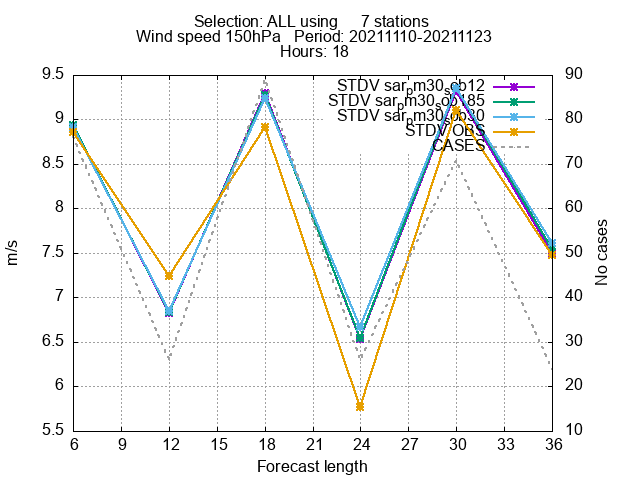 Selection: ALL using 7 stations
Wind speed 150hPa Period: 20211110-20211123
Hours: 18
9.5 90
STDV sar_pm30_sob12
STDV sar_pm30_sob185
9 80
STDV sar_pm30_sob30
STDV OBS
CASES
8.5 70
8 60
7.5 50
7 40
6.5 30
6 20
5.5 10
m/s
No cases
6 9 12 15 18 21 24 27 30 33 36
Forecast length